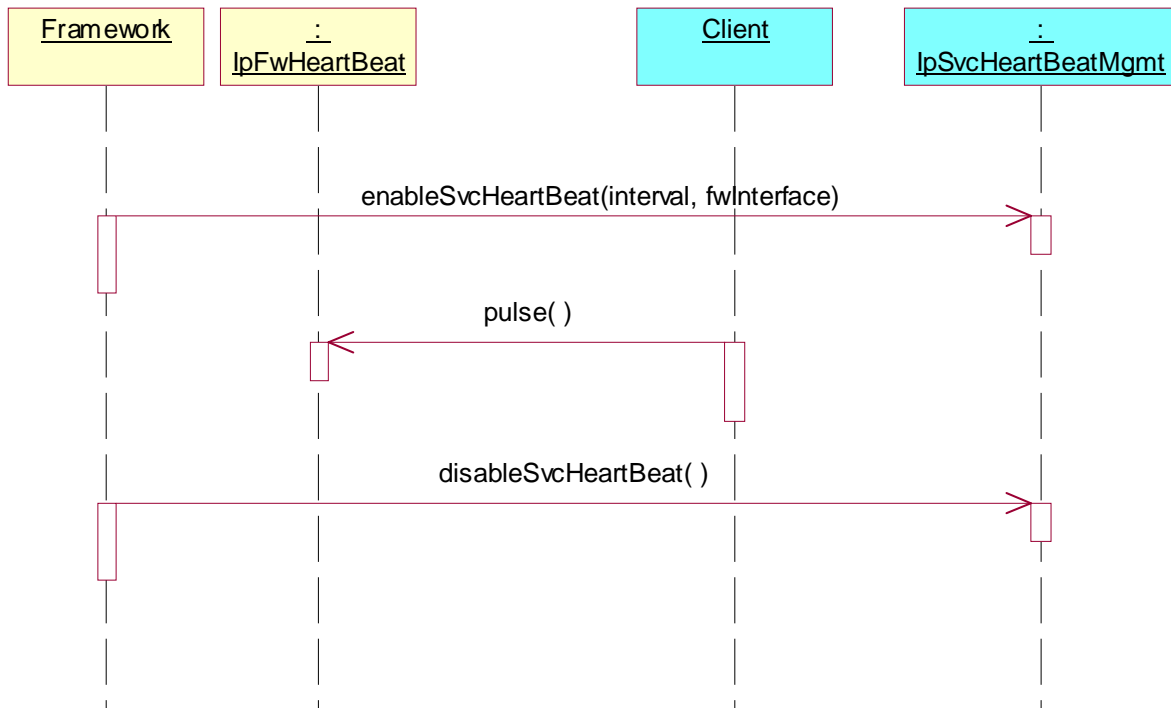 Framework
:
IpFwHeartBeat
Client
:
IpSvcHeartBeatMgmt
enableSvcHeartBeat(interval, fwInterface)
pulse( )
disableSvcHeartBeat( )